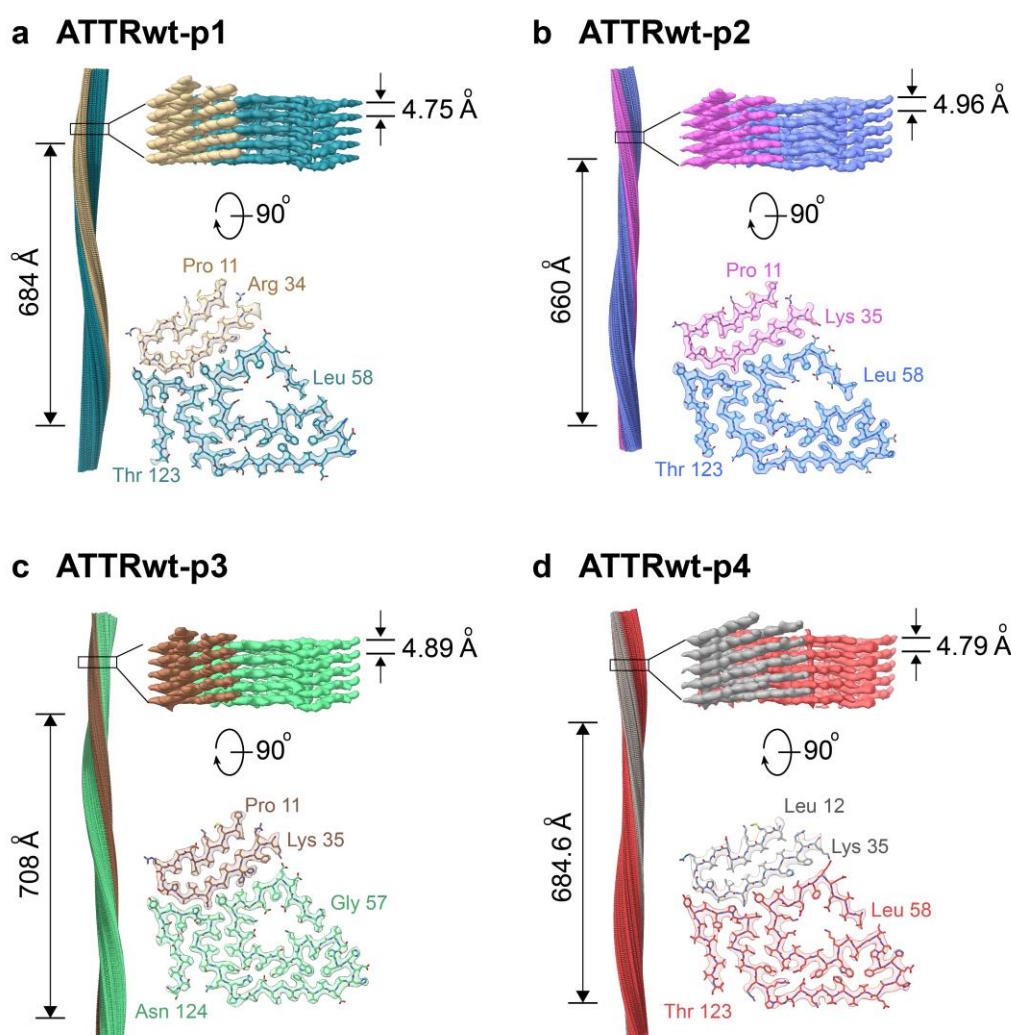 a ATTRwt-p1
4.75 Å
684 Å
90°
Pro 11
Arg 34
Leu 58
Thr 123
b ATTRwt-p2
4.96 Å
660 Å
90°
Pro 11
Lys 35
Leu 58
Thr 123
c ATTRwt-p3
4.89 Å
708 Å
90°
Pro 11
Lys 35
Gly 57
Asn 124
d ATTRwt-p4
4.79 Å
684.6 Å
90°
Leu 12
Lys 35
Leu 58
Thr 123